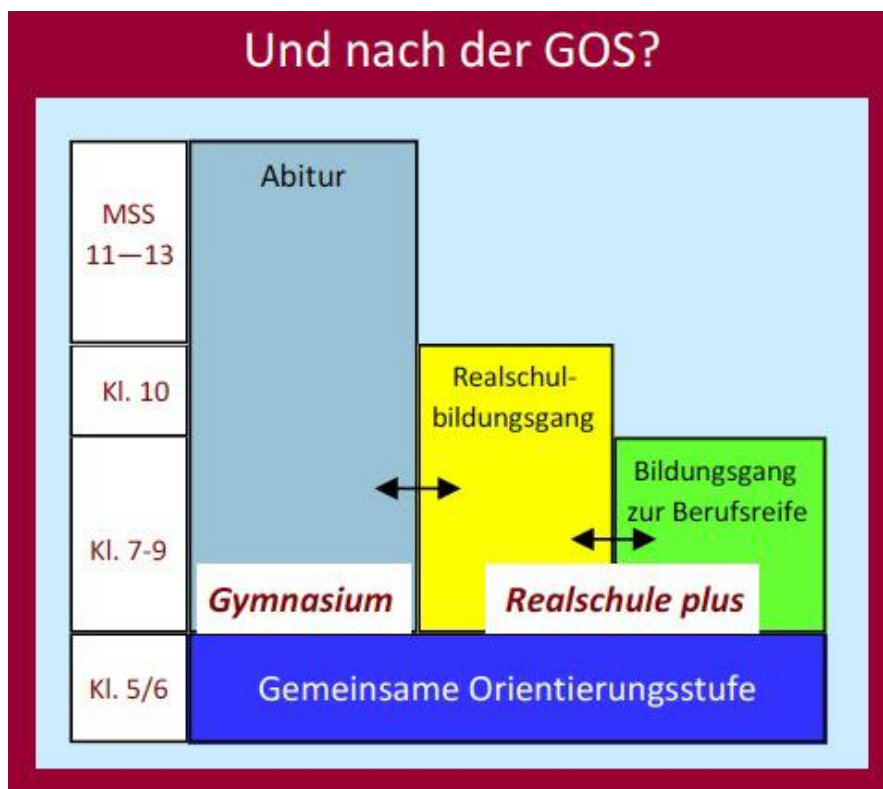 Und nach der GOS?
MSS
11—13
Abitur
Kl. 10
Realschul-
bildungsgang
Kl. 7-9
Bildungsgang
zur Berufsreife
Gymnasium
Realschule plus
Kl. 5/6
Gemeinsame Orientierungsstufe